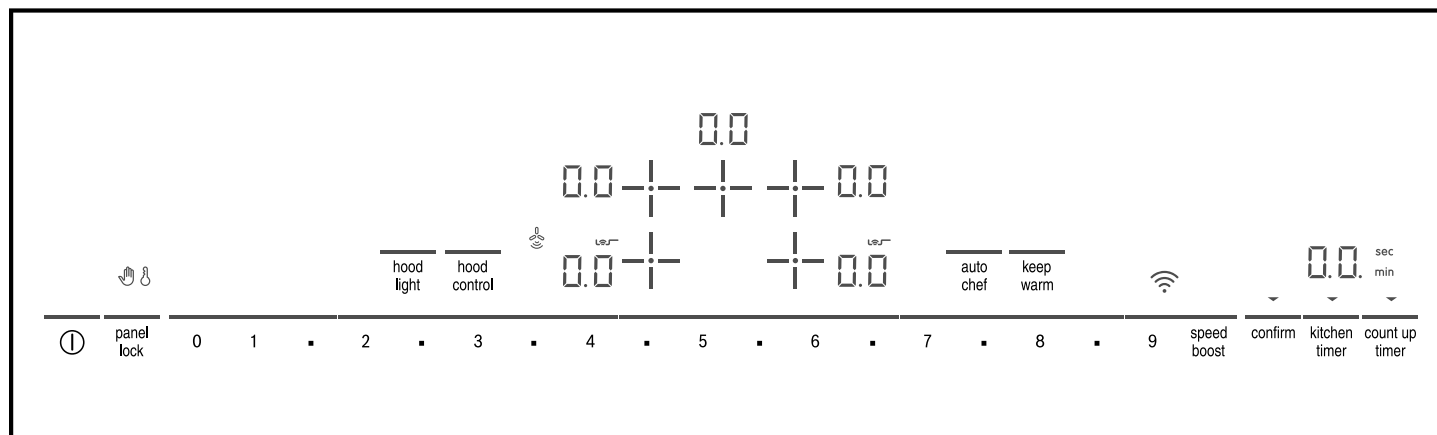 0.0
0.0 0.0
hood light
hood control
0.0 0.0
auto chef
keep warm
0.0. sec min
panel lock
0 1 . 2 . 3 . 4 . 5 . 6 . 7 . 8 . 9
speed boost
confirm
kitchen timer
count up timer